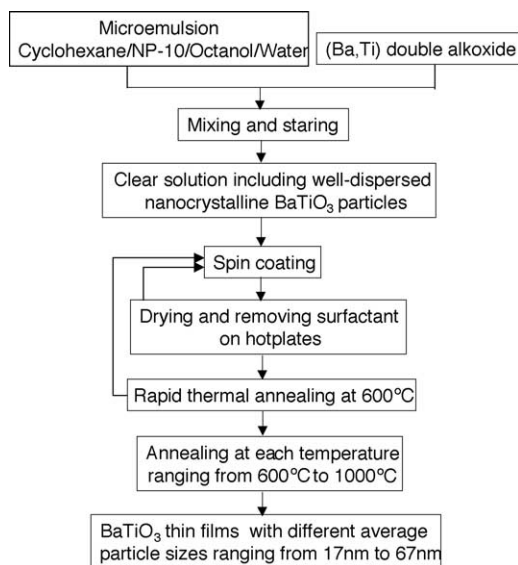 Microemulsion
Cyclohexane/NP-10/Octanol/Water
(Ba,Ti) double alkoxide
Mixing and staring
Clear solution including well-dispersed
nanocrystalline BaTiO₃ particles
Spin coating
Drying and removing surfactant
on hotplates
Rapid thermal annealing at 600°C
Annealing at each temperature
ranging from 600°C to 1000°C
BaTiO₃ thin films with different average
particle sizes ranging from 17nm to 67nm